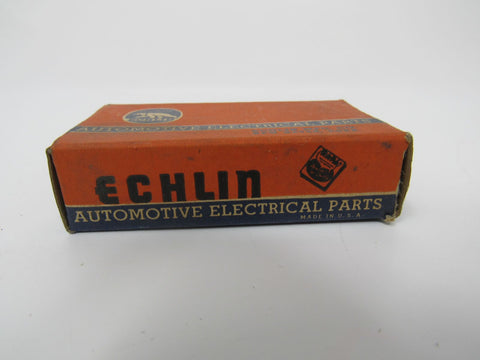 AUTOMOTIVE ELECTRICAL PARTS
ECHLIN
AUTOMOTIVE ELECTRICAL PARTS
MADE IN U.S.A.